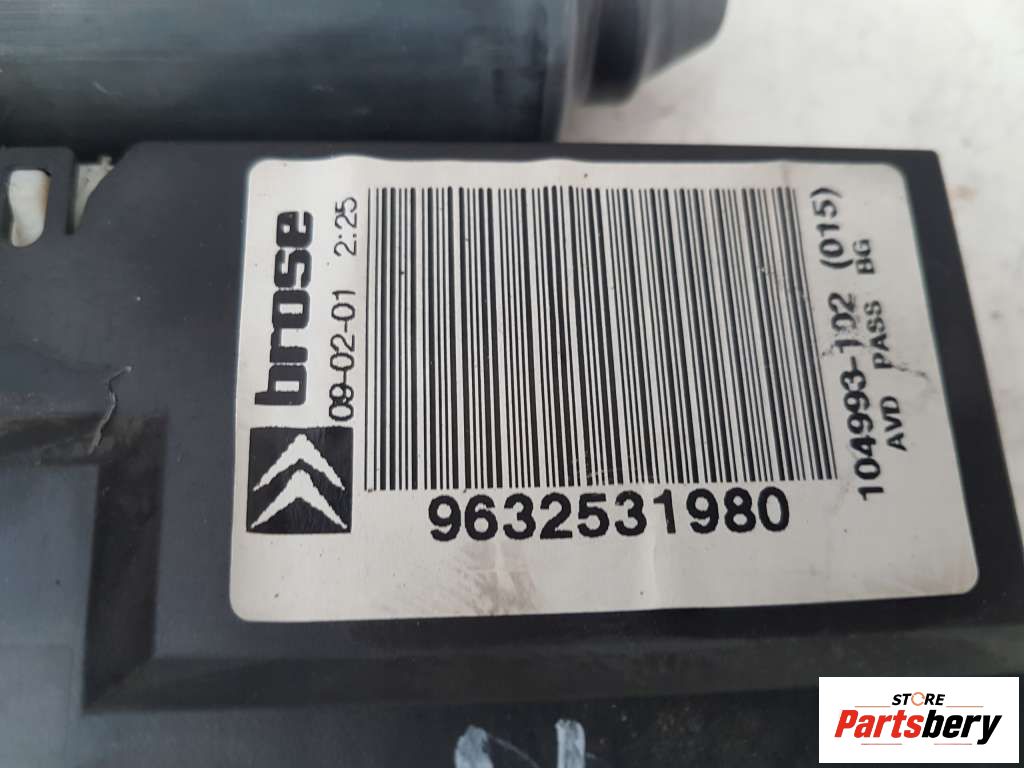 brose
09-02-01 2:25
9632531980
104993-102 (015)
AVD PASS BG
STORE
Partsbery